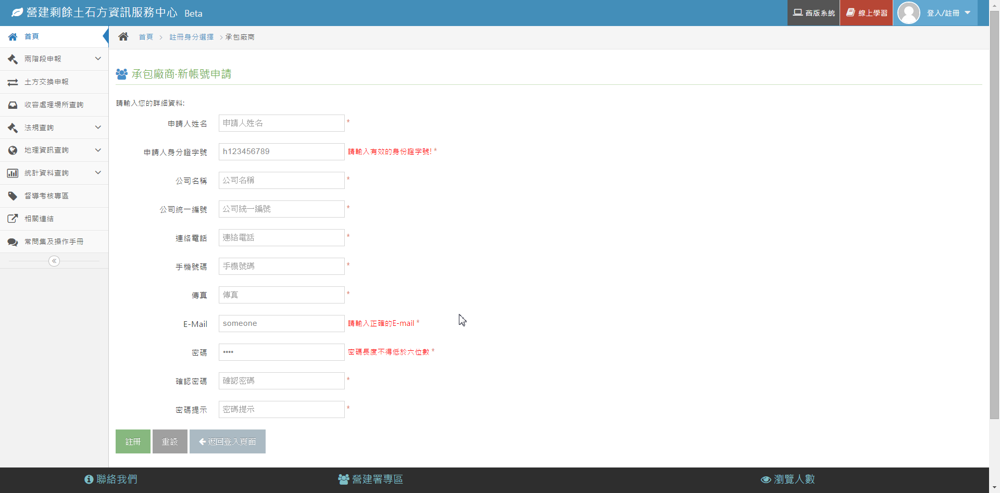 營建剩餘土石方資訊服務中心 Beta
舊版系統
線上學習
登入/註冊
首頁
兩階段申報
土方交換申報
收容處理場所查詢
法規查詢
地理資訊查詢
統計資料查詢
督導考核專區
相關連結
常問集及操作手冊
首頁 > 註冊身分選擇 > 承包廠商
承包廠商·新帳號申請
請輸入您的詳細資料:
申請人姓名 申請人姓名 *
申請人身分證字號 h123456789 請輸入有效的身份證字號! *
公司名稱 公司名稱 *
公司統一編號 公司統一編號 *
連絡電話 連絡電話 *
手機號碼 手機號碼 *
傳真 傳真 *
E-Mail someone 請輸入正確的E-mail *
密碼 •••• 密碼長度不得低於六位數 *
確認密碼 確認密碼 *
密碼提示 密碼提示 *
註冊 重設 返回登入頁面
聯絡我們 營建署專區 瀏覽人數